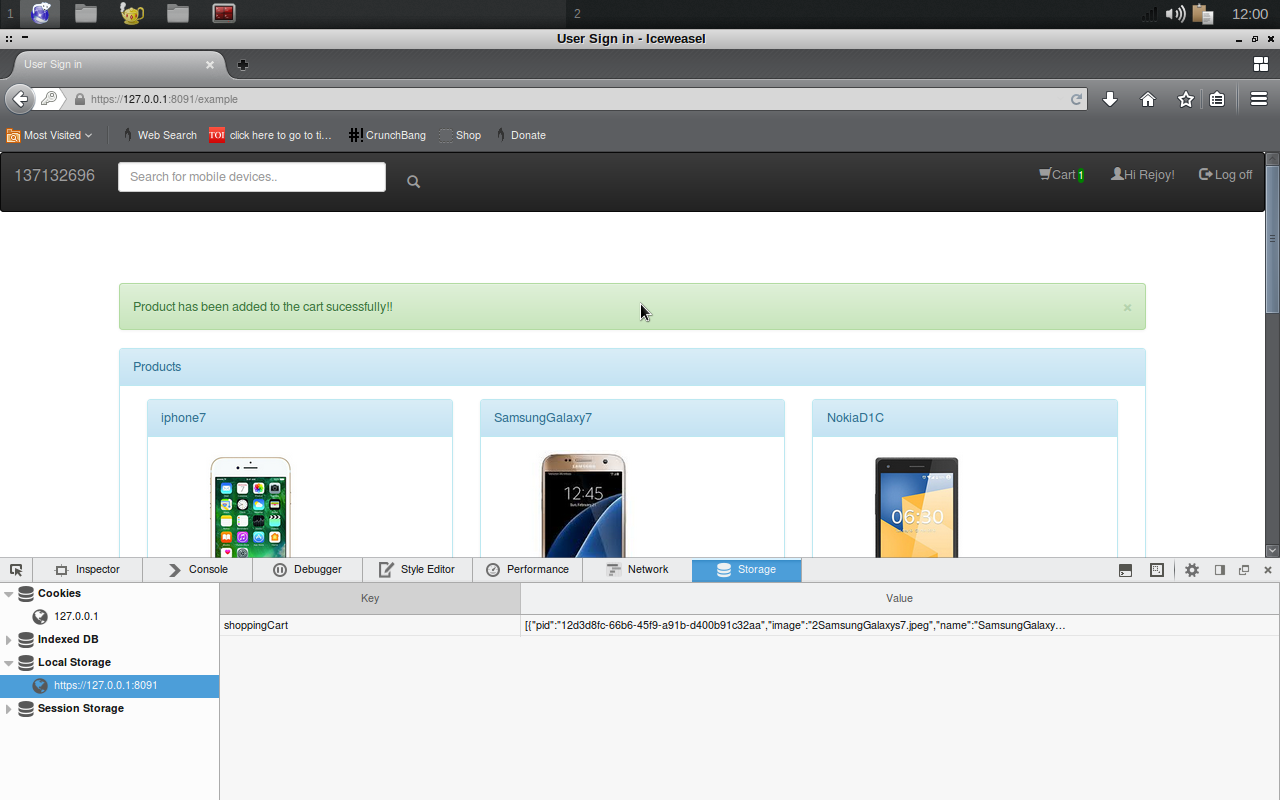 1
2
12:00
User Sign in - Iceweasel
User Sign in
https://127.0.0.1:8091/example
Most Visited
Web Search
TOI
click here to go to ti…
#!
CrunchBang
Shop
Donate
137132696
Search for mobile devices..
Cart 1
Hi Rejoy!
Log off
Product has been added to the cart sucessfully!!
×
Products
iphone7
SamsungGalaxy7
NokiaD1C
12:45
06:30
Inspector
Console
Debugger
Style Editor
Performance
Network
Storage
Cookies
127.0.0.1
Indexed DB
Local Storage
https://127.0.0.1:8091
Session Storage
Key
Value
shoppingCart
[{"pid":"12d3d8fc-66b6-45f9-a91b-d400b91c32aa","image":"2SamsungGalaxys7.jpeg","name":"SamsungGalaxy…